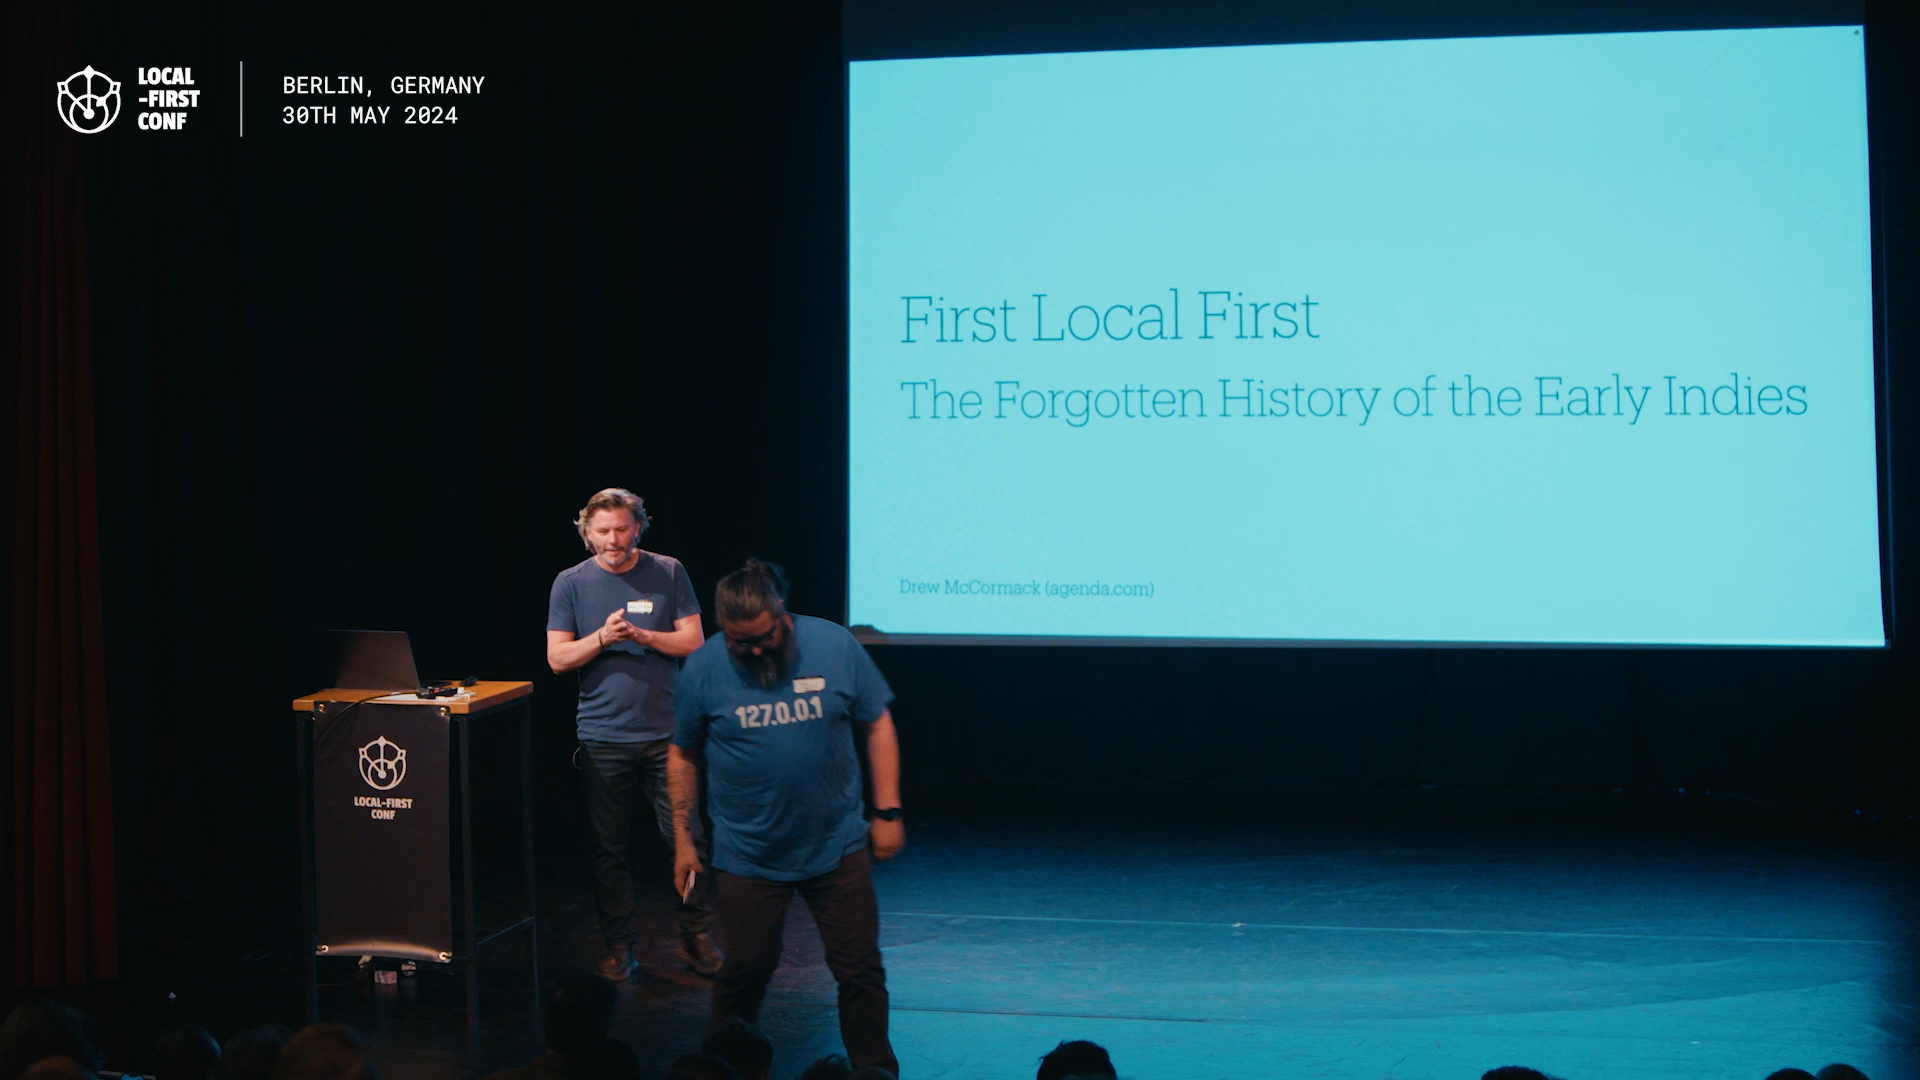 LOCAL
-FIRST
CONF
BERLIN, GERMANY
30TH MAY 2024
First Local First
The Forgotten History of the Early Indies
Drew McCormack (agenda.com)
127.0.0.1
LOCAL-FIRST
CONF